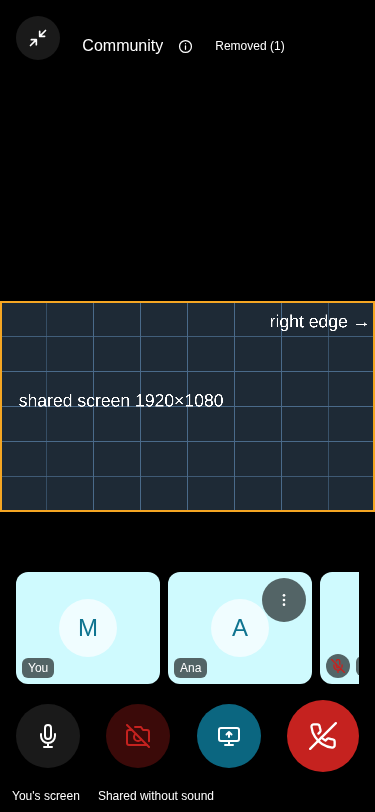 Community
Removed (1)
right edge →
shared screen 1920×1080
M
You
A
Ana
You's screen
Shared without sound